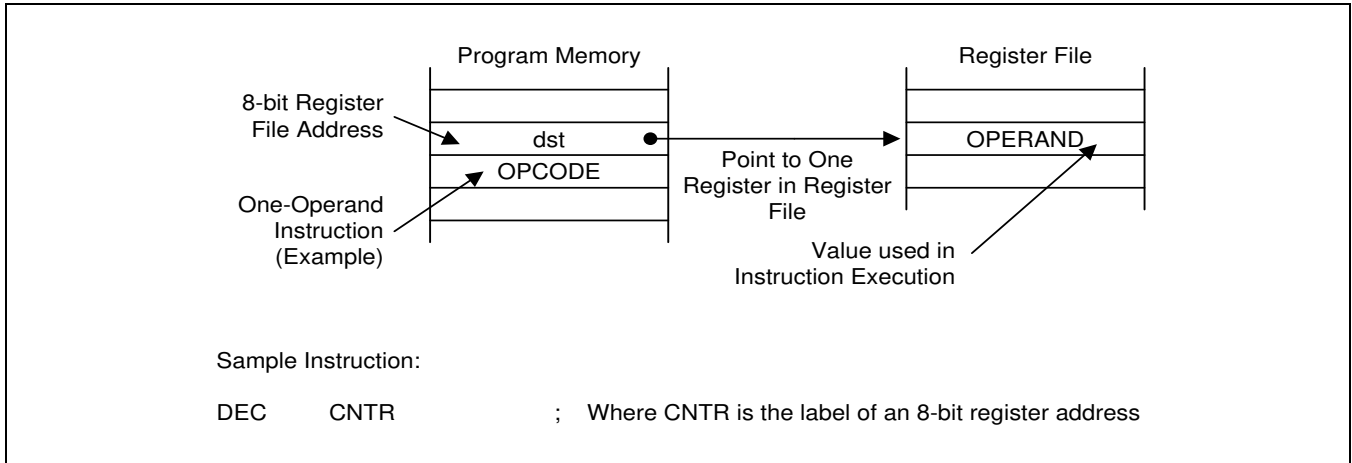 Program Memory
Register File
8-bit Register
File Address
dst
OPERAND
OPCODE
Point to One
Register in Register
File
One-Operand
Instruction
(Example)
Value used in
Instruction Execution
Sample Instruction:
DEC CNTR ; Where CNTR is the label of an 8-bit register address